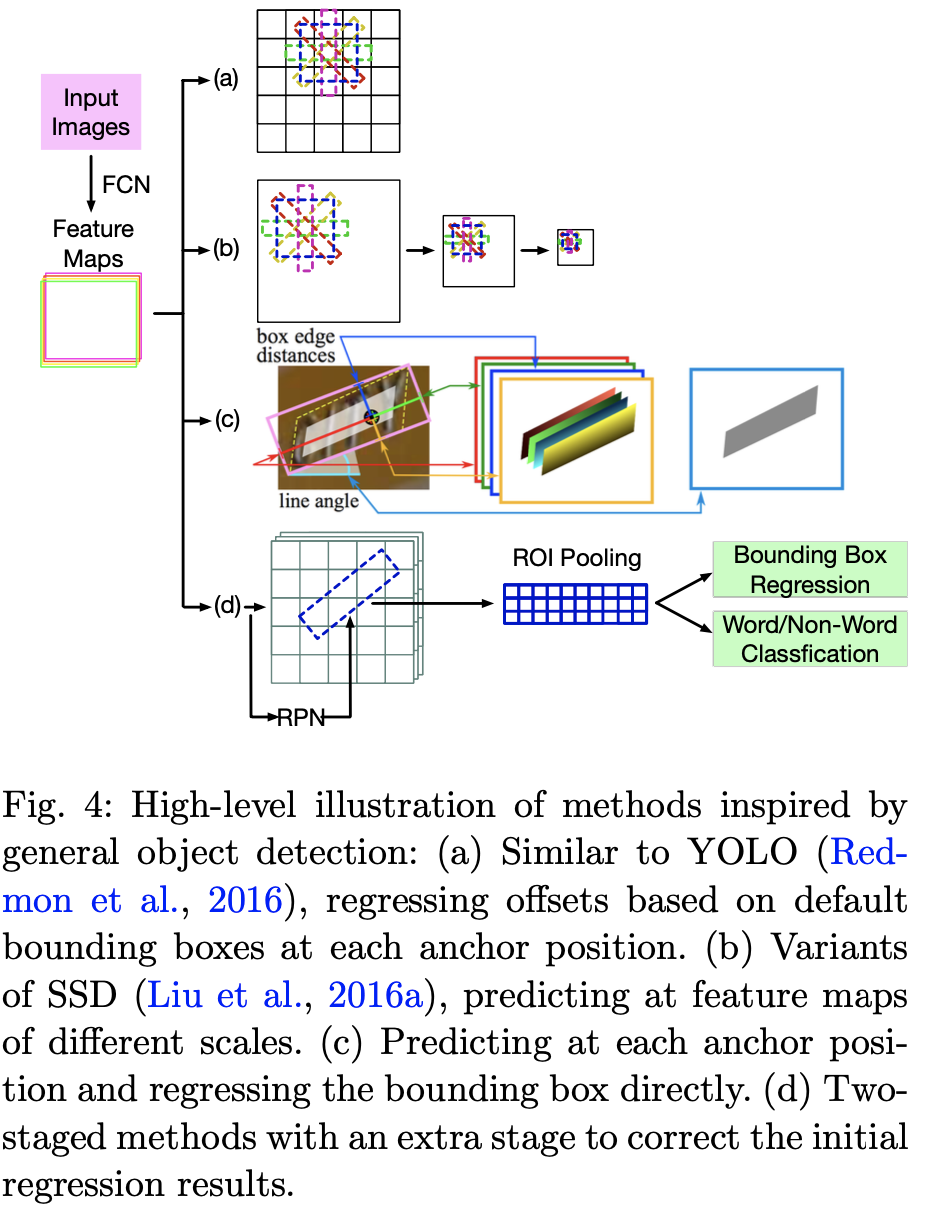 Input
Images
FCN
Feature
Maps
(a)
(b)
box edge
distances
(c)
line angle
(d)
RPN
ROI Pooling
Bounding Box
Regression
Word/Non-Word
Classfication
Fig. 4: High-level illustration of methods inspired by
general object detection: (a) Similar to YOLO (Red-
mon et al., 2016), regressing offsets based on default
bounding boxes at each anchor position. (b) Variants
of SSD (Liu et al., 2016a), predicting at feature maps
of different scales. (c) Predicting at each anchor posi-
tion and regressing the bounding box directly. (d) Two-
staged methods with an extra stage to correct the initial
regression results.